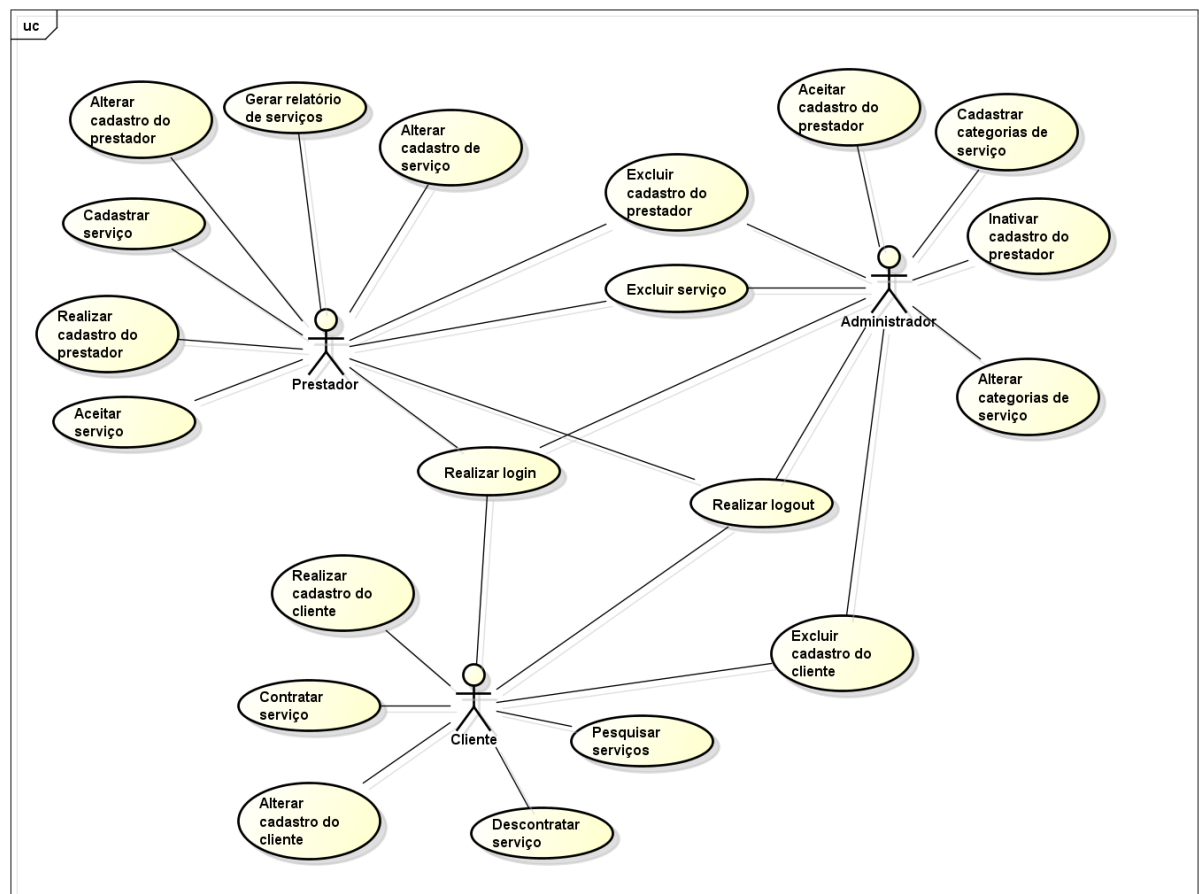 uc
Alterar
cadastro do
prestador
Gerar relatório
de serviços
Alterar
cadastro de
serviço
Cadastrar
serviço
Realizar
cadastro do
prestador
Aceitar
serviço
Prestador
Excluir
cadastro do
prestador
Excluir serviço
Aceitar
cadastro do
prestador
Cadastrar
categorias de
serviço
Inativar
cadastro do
prestador
Administrador
Alterar
categorias de
serviço
Realizar login
Realizar logout
Realizar
cadastro do
cliente
Excluir
cadastro do
cliente
Contratar
serviço
Cliente
Pesquisar
serviços
Alterar
cadastro do
cliente
Descontratar
serviço